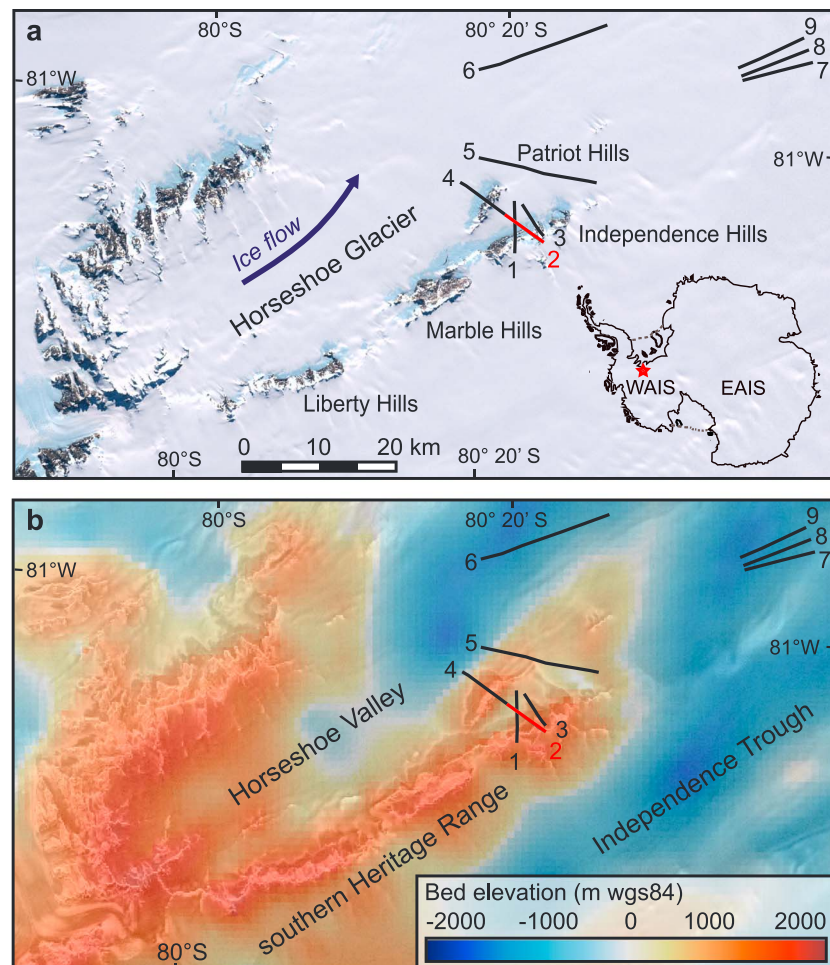 a
80°S
80° 20' S
9
8
7
6
81°W
81°W
5
Patriot Hills
4
Ice flow
Horseshoe Glacier
3
Independence Hills
2
1
Marble Hills
WAIS
EAIS
Liberty Hills
0 10 20 km
80°S
80° 20' S
b
80°S
80° 20' S
9
8
7
6
81°W
81°W
5
4
Horseshoe Valley
3
2
1
Independence Trough
southern Heritage Range
Bed elevation (m wgs84)
-2000 -1000 0 1000 2000
80°S